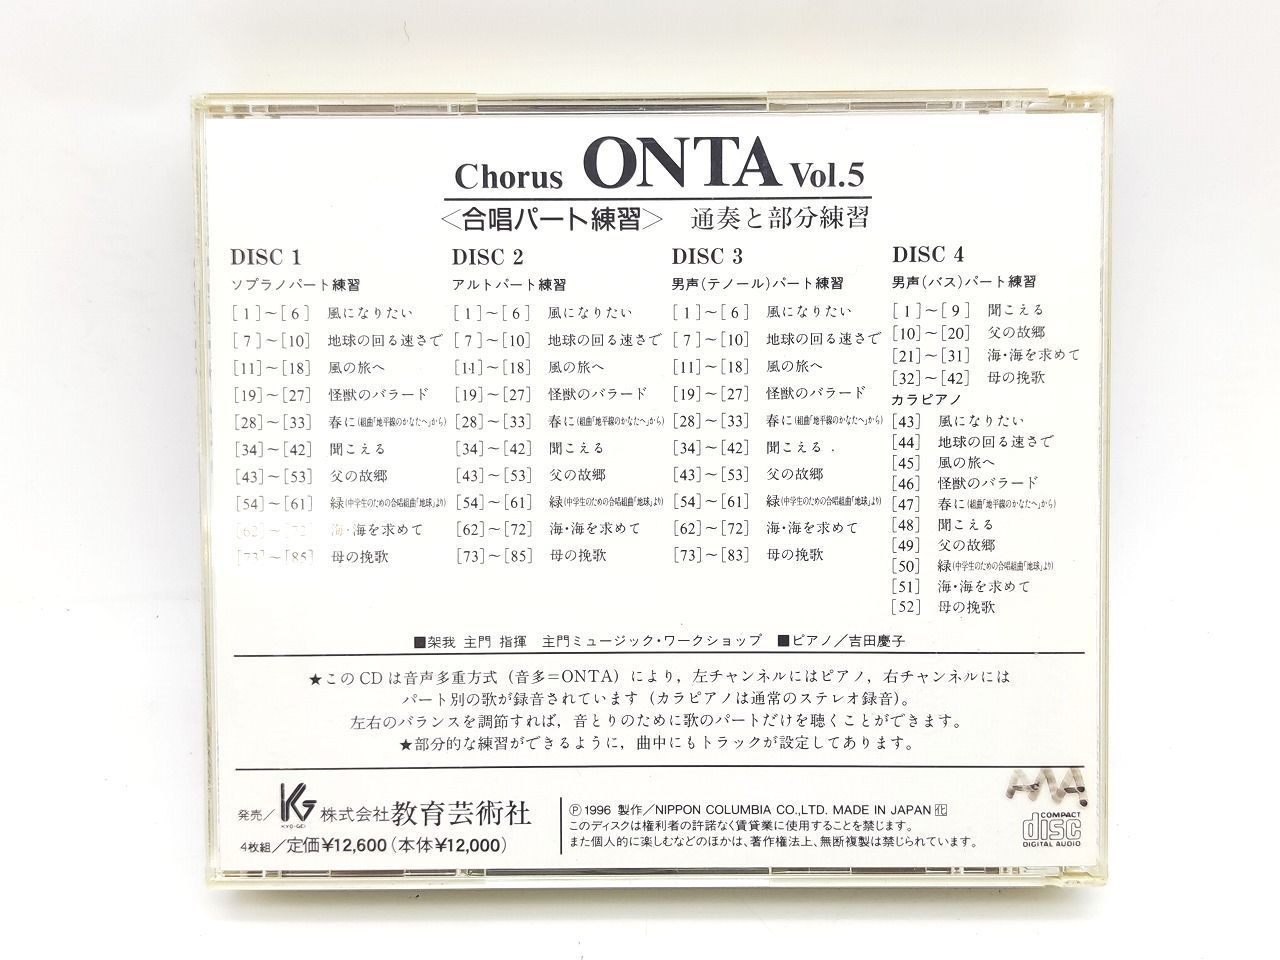 Chorus ONTA Vol.5
＜合唱パート練習＞ 通奏と部分練習
DISC 1
ソプラノパート練習
[1]～[6] 風になりたい
[7]～[10] 地球の回る速さで
[11]～[18] 風の旅へ
[19]～[27] 怪獣のバラード
[28]～[33] 春に（組曲「地平線のかなたへ」から）
[34]～[42] 聞こえる
[43]～[53] 父の故郷
[54]～[61] 緑（中学生のための合唱組曲「地球」より）
[62]～[72] 海・海を求めて
[73]～[85] 母の挽歌
DISC 2
アルトパート練習
[1]～[6] 風になりたい
[7]～[10] 地球の回る速さで
[11]～[18] 風の旅へ
[19]～[27] 怪獣のバラード
[28]～[33] 春に（組曲「地平線のかなたへ」から）
[34]～[42] 聞こえる
[43]～[53] 父の故郷
[54]～[61] 緑（中学生のための合唱組曲「地球」より）
[62]～[72] 海・海を求めて
[73]～[85] 母の挽歌
DISC 3
男声（テノール）パート練習
[1]～[6] 風になりたい
[7]～[10] 地球の回る速さで
[11]～[18] 風の旅へ
[19]～[27] 怪獣のバラード
[28]～[33] 春に（組曲「地平線のかなたへ」から）
[34]～[42] 聞こえる
[43]～[53] 父の故郷
[54]～[61] 緑（中学生のための合唱組曲「地球」より）
[62]～[72] 海・海を求めて
[73]～[83] 母の挽歌
DISC 4
男声（バス）パート練習
[1]～[9] 聞こえる
[10]～[20] 父の故郷
[21]～[31] 海・海を求めて
[32]～[42] 母の挽歌
カラピアノ
[43] 風になりたい
[44] 地球の回る速さで
[45] 風の旅へ
[46] 怪獣のバラード
[47] 春に（組曲「地平線のかなたへ」から）
[48] 聞こえる
[49] 父の故郷
[50] 緑（中学生のための合唱組曲「地球」より）
[51] 海・海を求めて
[52] 母の挽歌
■架我 主門 指揮 主門ミュージック・ワークショップ ■ピアノ／吉田慶子
★このCDは音声多重方式（音多＝ONTA）により，左チャンネルにはピアノ，右チャンネルには
パート別の歌が録音されています（カラピアノは通常のステレオ録音）。
左右のバランスを調節すれば，音とりのために歌のパートだけを聴くことができます。
★部分的な練習ができるように，曲中にもトラックが設定してあります。
発売／KG KYO-GEI 株式会社教育芸術社
4枚組／定価¥12,600（本体¥12,000）
Ⓟ1996 製作／NIPPON COLUMBIA CO.,LTD. MADE IN JAPAN
このディスクは権利者の許諾なく賃貸業に使用することを禁じます。
また個人的に楽しむなどのほかは、著作権法上、無断複製は禁じられています。
COMPACT
disc
DIGITAL AUDIO